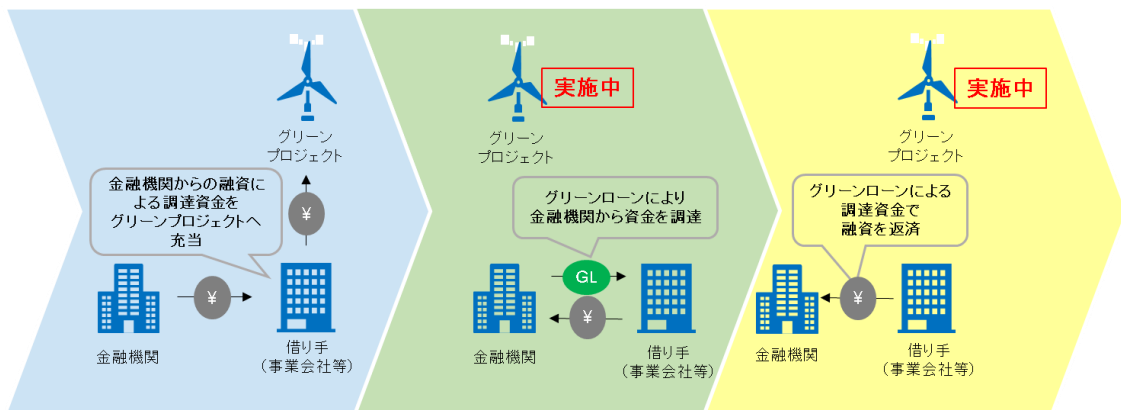 グリーン
プロジェクト
金融機関からの融資に
よる調達資金を
グリーンプロジェクトへ
充当
¥
¥
金融機関
借り手
(事業会社等)
実施中
グリーン
プロジェクト
グリーンローンにより
金融機関から資金を調達
GL
¥
金融機関
借り手
(事業会社等)
実施中
グリーン
プロジェクト
グリーンローンによる
調達資金で
融資を返済
¥
金融機関
借り手
(事業会社等)